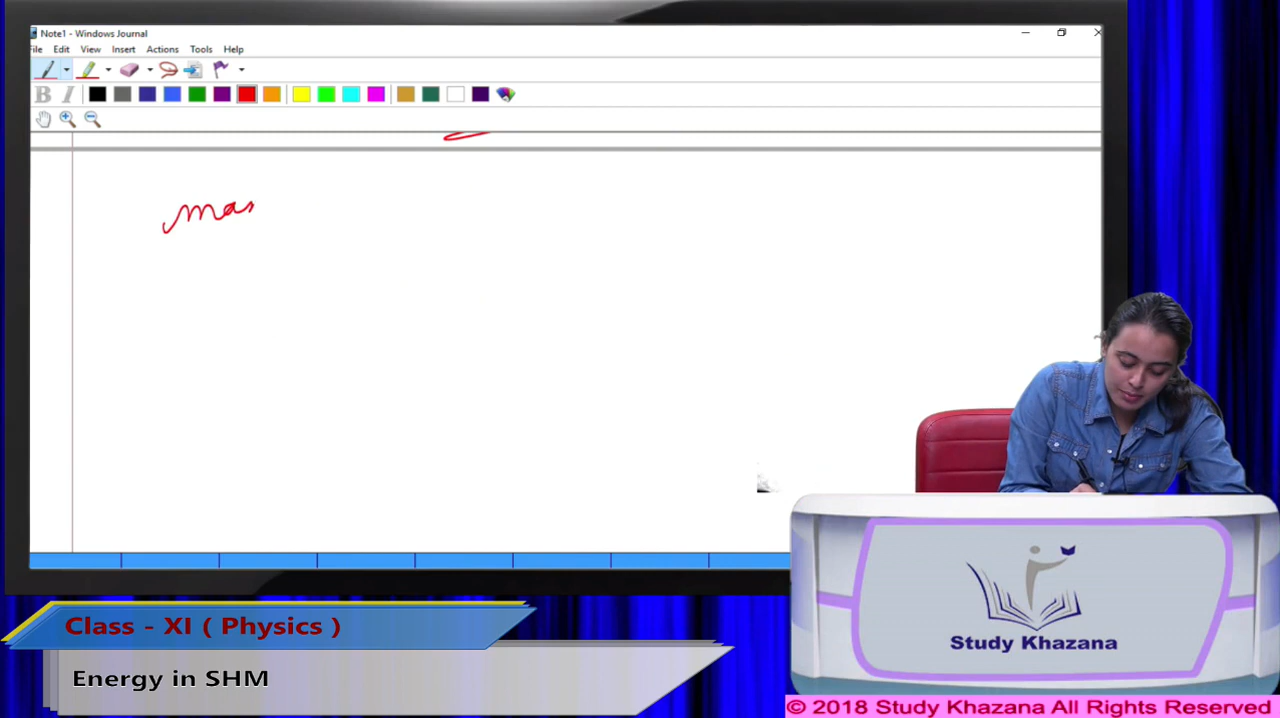 Note1 - Windows Journal
File Edit View Insert Actions Tools Help
B I
mas
Study Khazana
Class - XI ( Physics )
Energy in SHM
© 2018 Study Khazana All Rights Reserved